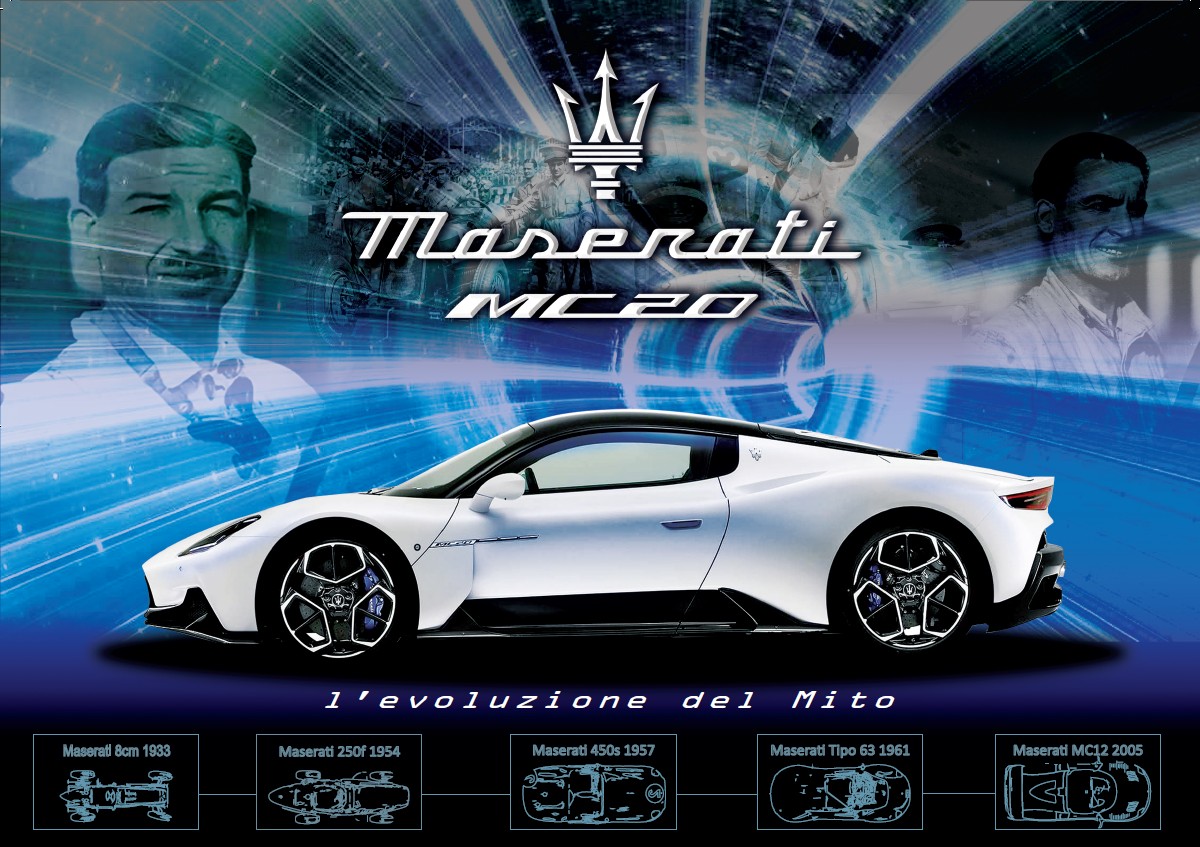 Maserati
MC20
MC20
l'evoluzione del Mito
Maserati 8cm 1933
Maserati 250f 1954
Maserati 450s 1957
Maserati Tipo 63 1961
Maserati MC12 2005